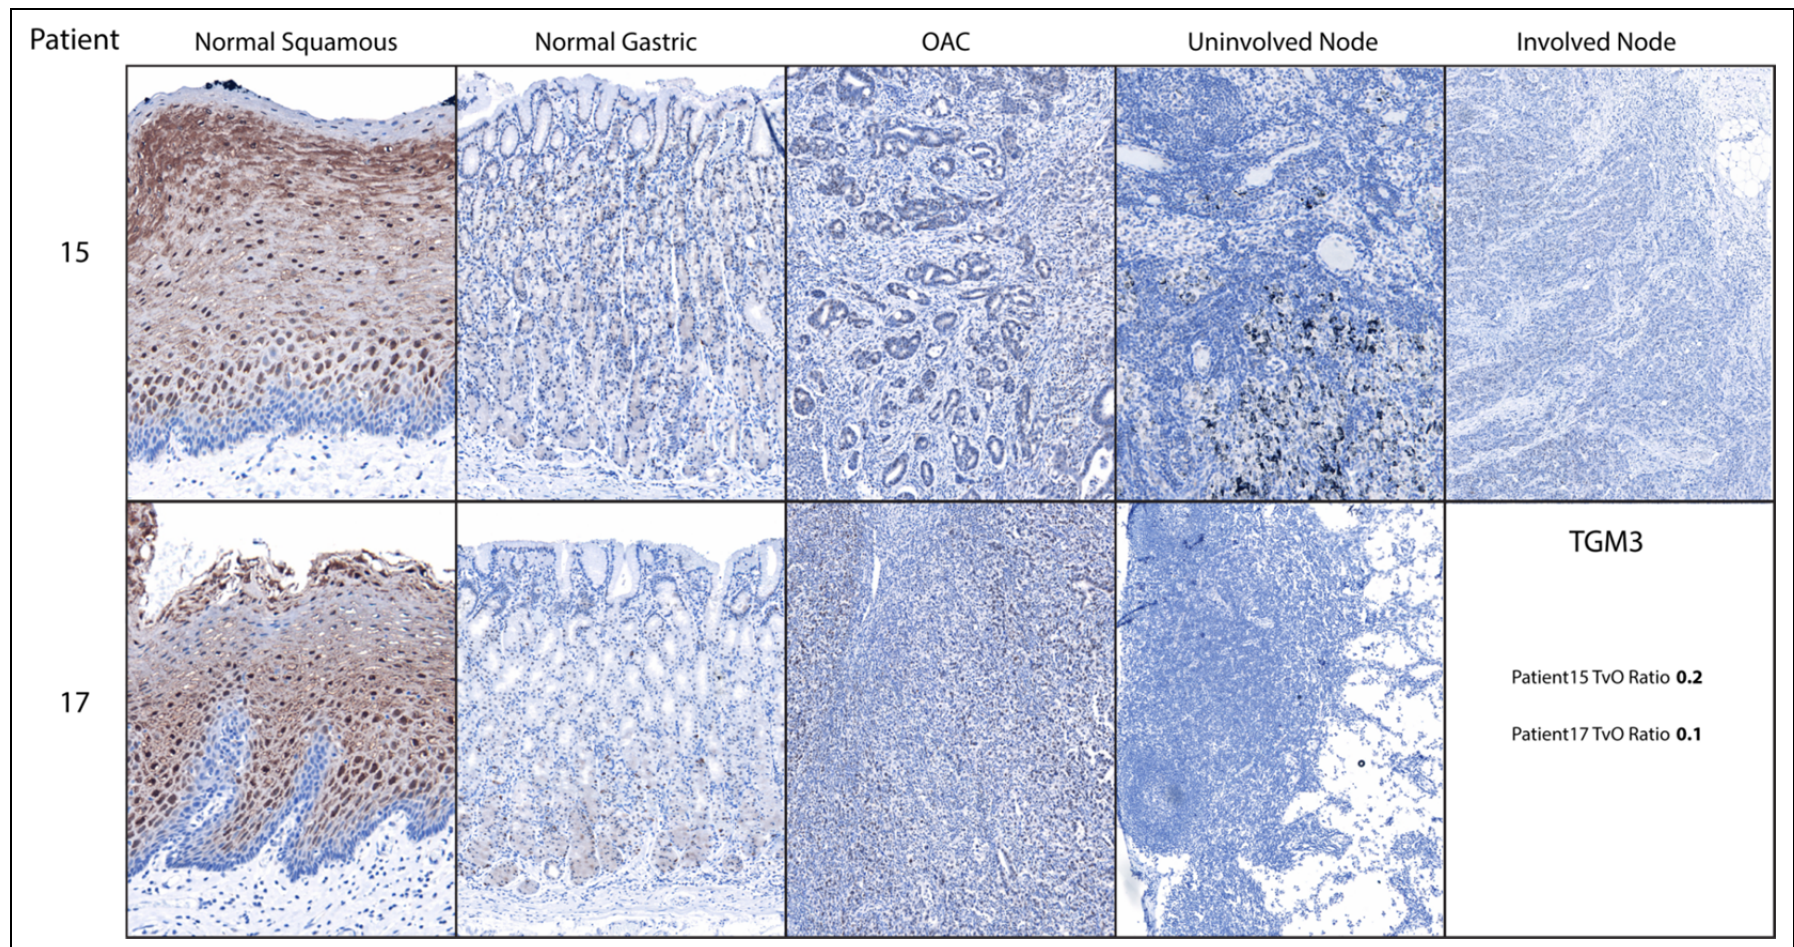 Patient Normal Squamous Normal Gastric OAC Uninvolved Node Involved Node
15
17
TGM3
Patient15 TvO Ratio 0.2
Patient17 TvO Ratio 0.1